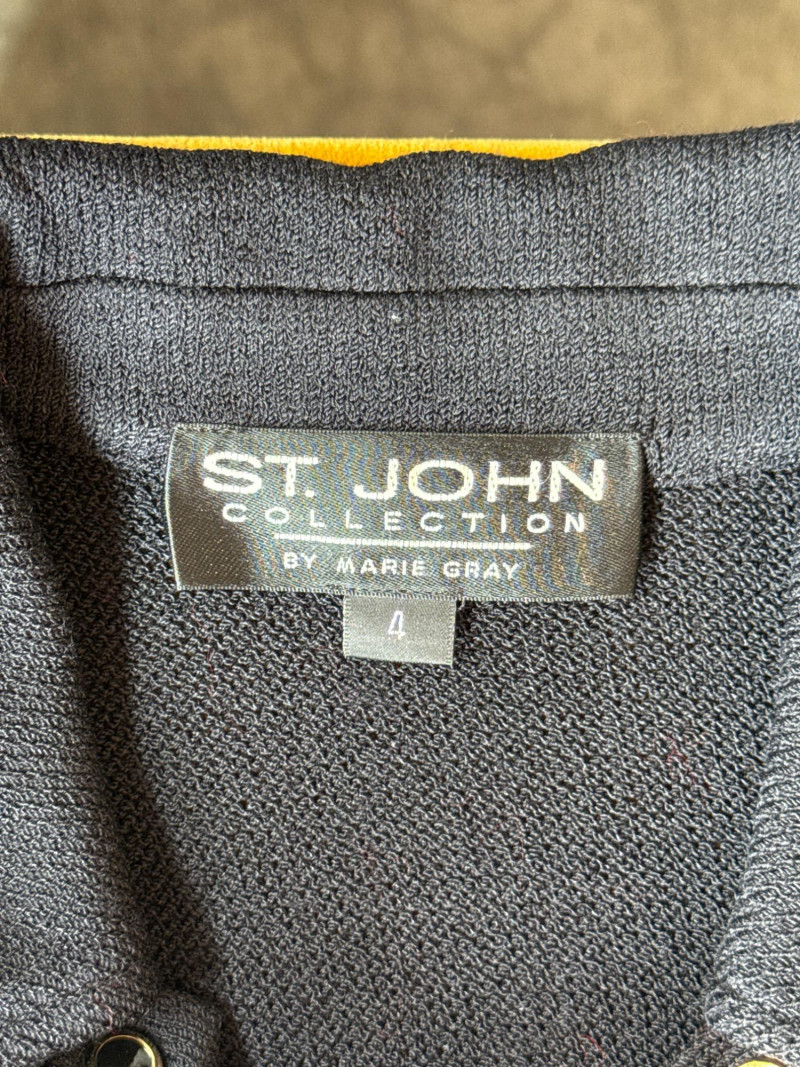 ST. JOHN
COLLECTION
BY MARIE GRAY
4